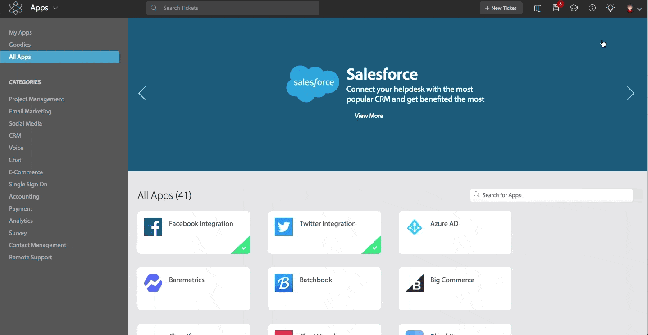 Apps
Search Tickets
+ New Ticket
My Apps
Goodies
All Apps
CATEGORIES
Project Management
Email Marketing
Social Media
CRM
Voice
Chat
E-Commerce
Single Sign On
Accounting
Payment
Analytics
Survey
Contact Management
Remote Support
salesforce
Salesforce
Connect your helpdesk with the most
popular CRM and get benefited the most
View More
All Apps (41)
Search for Apps
Facebook Integration
Twitter Integration
Azure AD
Baremetrics
Batchbook
Big Commerce